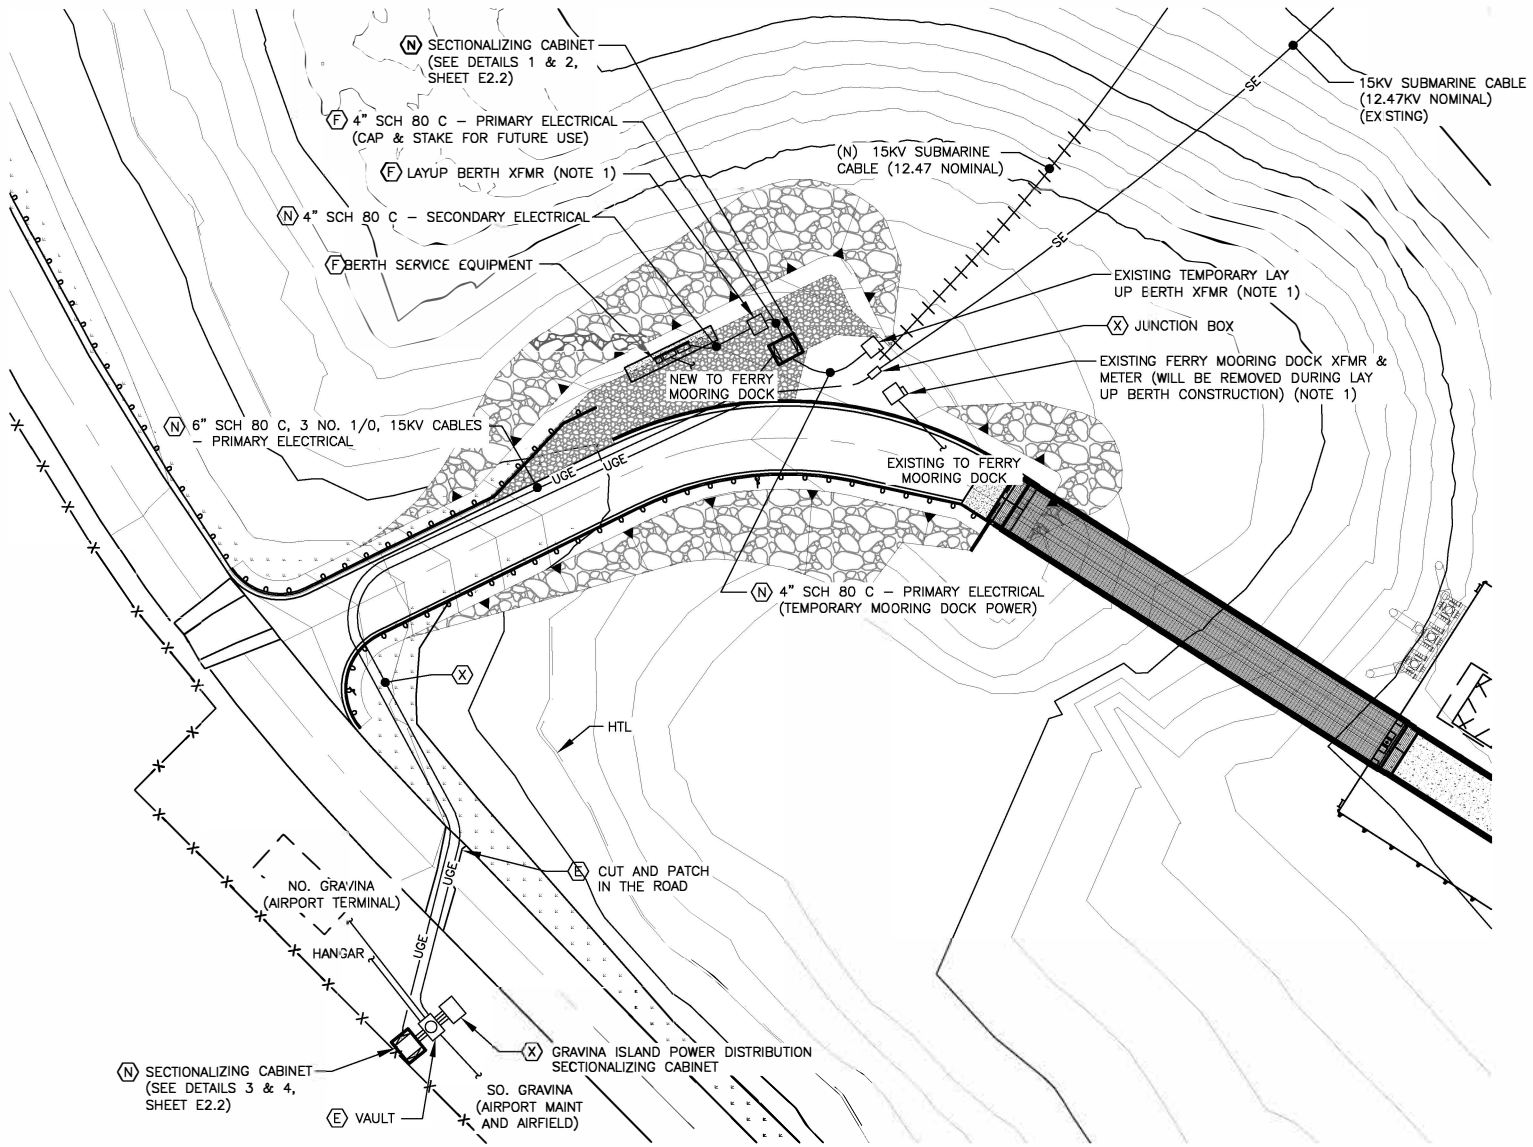 N SECTIONALIZING CABINET
(SEE DETAILS 1 & 2,
SHEET E2.2)
F 4" SCH 80 C – PRIMARY ELECTRICAL
(CAP & STAKE FOR FUTURE USE)
F LAYUP BERTH XFMR (NOTE 1)
N 4" SCH 80 C – SECONDARY ELECTRICAL
F BERTH SERVICE EQUIPMENT
N 6" SCH 80 C, 3 NO. 1/0, 15KV CABLES
– PRIMARY ELECTRICAL
SE
15KV SUBMARINE CABLE
(12.47KV NOMINAL)
(EXISTING)
(N) 15KV SUBMARINE
CABLE (12.47 NOMINAL)
SE
EXISTING TEMPORARY LAY
UP BERTH XFMR (NOTE 1)
X JUNCTION BOX
EXISTING FERRY MOORING DOCK XFMR &
METER (WILL BE REMOVED DURING LAY
UP BERTH CONSTRUCTION) (NOTE 1)
NEW TO FERRY
MOORING DOCK
UGE
UGE
EXISTING TO FERRY
MOORING DOCK
N 4" SCH 80 C – PRIMARY ELECTRICAL
(TEMPORARY MOORING DOCK POWER)
X
HTL
E CUT AND PATCH
IN THE ROAD
UGE
NO. GRAVINA
(AIRPORT TERMINAL)
HANGAR
UGE
X GRAVINA ISLAND POWER DISTRIBUTION
SECTIONALIZING CABINET
N SECTIONALIZING CABINET
(SEE DETAILS 3 & 4,
SHEET E2.2)
E VAULT
SO. GRAVINA
(AIRPORT MAINT
AND AIRFIELD)